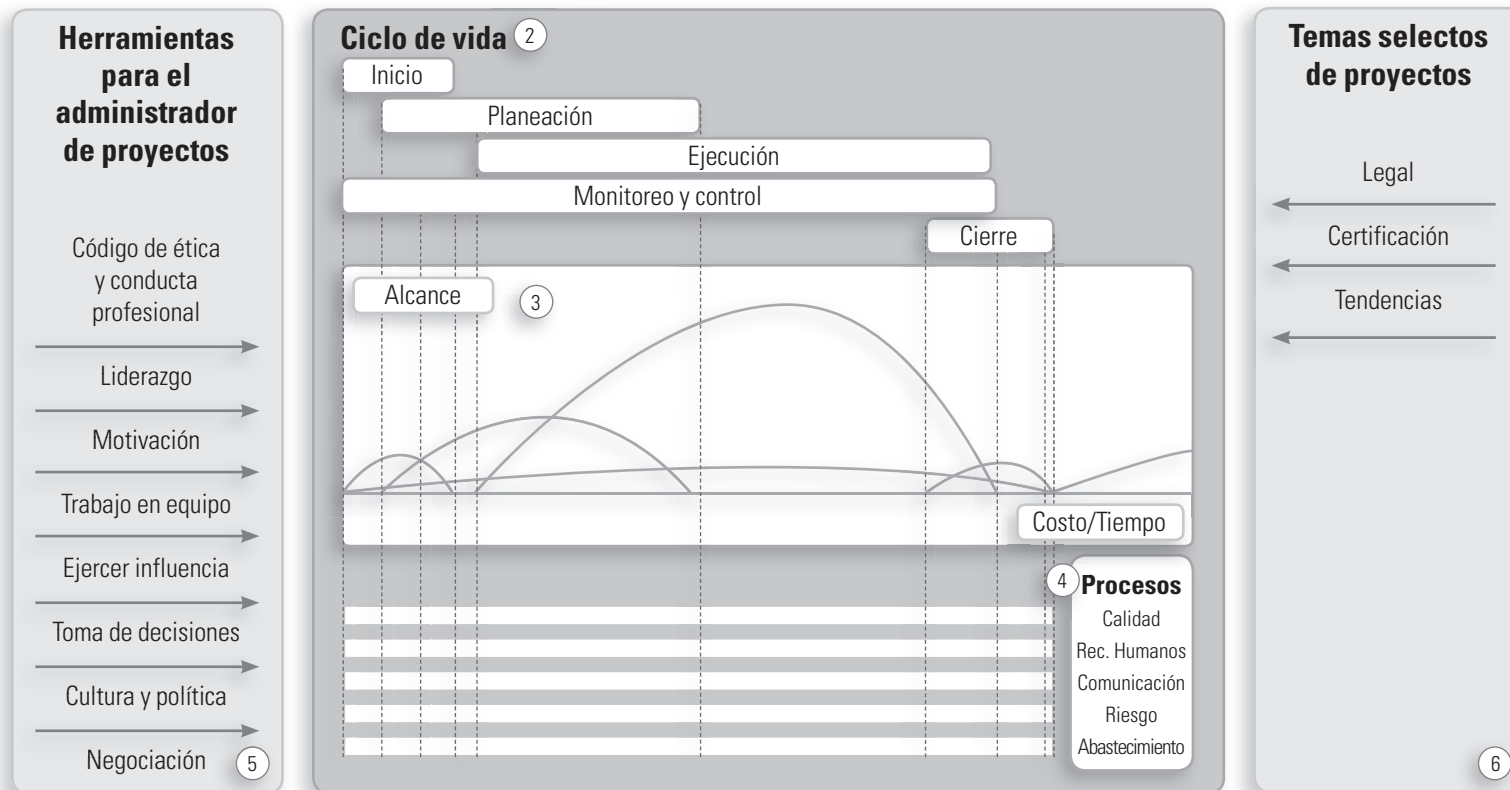 Herramientas
para el
administrador
de proyectos
Código de ética
y conducta
profesional
Liderazgo
Motivación
Trabajo en equipo
Ejercer influencia
Toma de decisiones
Cultura y política
Negociación 5
Ciclo de vida 2
Inicio
Planeación
Ejecución
Monitoreo y control
Cierre
Alcance 3
Costo/Tiempo
4 Procesos
Calidad
Rec. Humanos
Comunicación
Riesgo
Abastecimiento
Temas selectos
de proyectos
Legal
Certificación
Tendencias
6